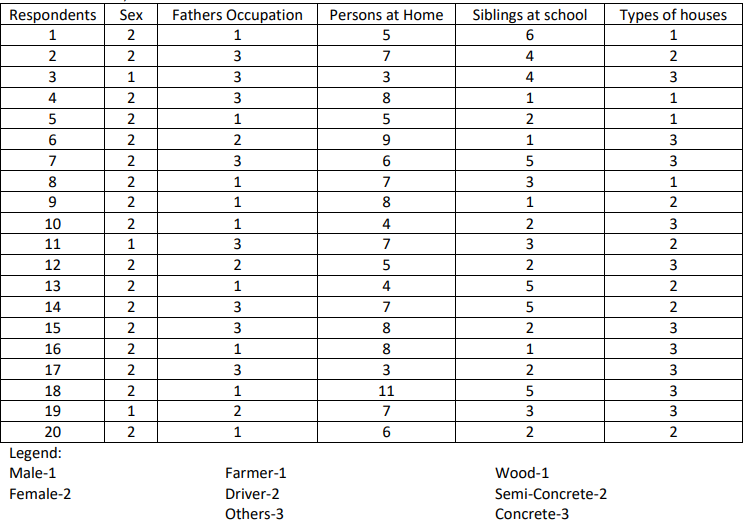 Respondents Sex Fathers Occupation Persons at Home Siblings at school Types of houses
1 2 1 5 6 1
2 2 3 7 4 2
3 1 3 3 4 3
4 2 3 8 1 1
5 2 1 5 2 1
6 2 2 9 1 3
7 2 3 6 5 3
8 2 1 7 3 1
9 2 1 8 1 2
10 2 1 4 2 3
11 1 3 7 3 2
12 2 2 5 2 3
13 2 1 4 5 2
14 2 3 7 5 2
15 2 3 8 2 3
16 2 1 8 1 3
17 2 3 3 2 3
18 2 1 11 5 3
19 1 2 7 3 3
20 2 1 6 2 2
Legend:
Male-1 Farmer-1 Wood-1
Female-2 Driver-2 Semi-Concrete-2
Others-3 Concrete-3